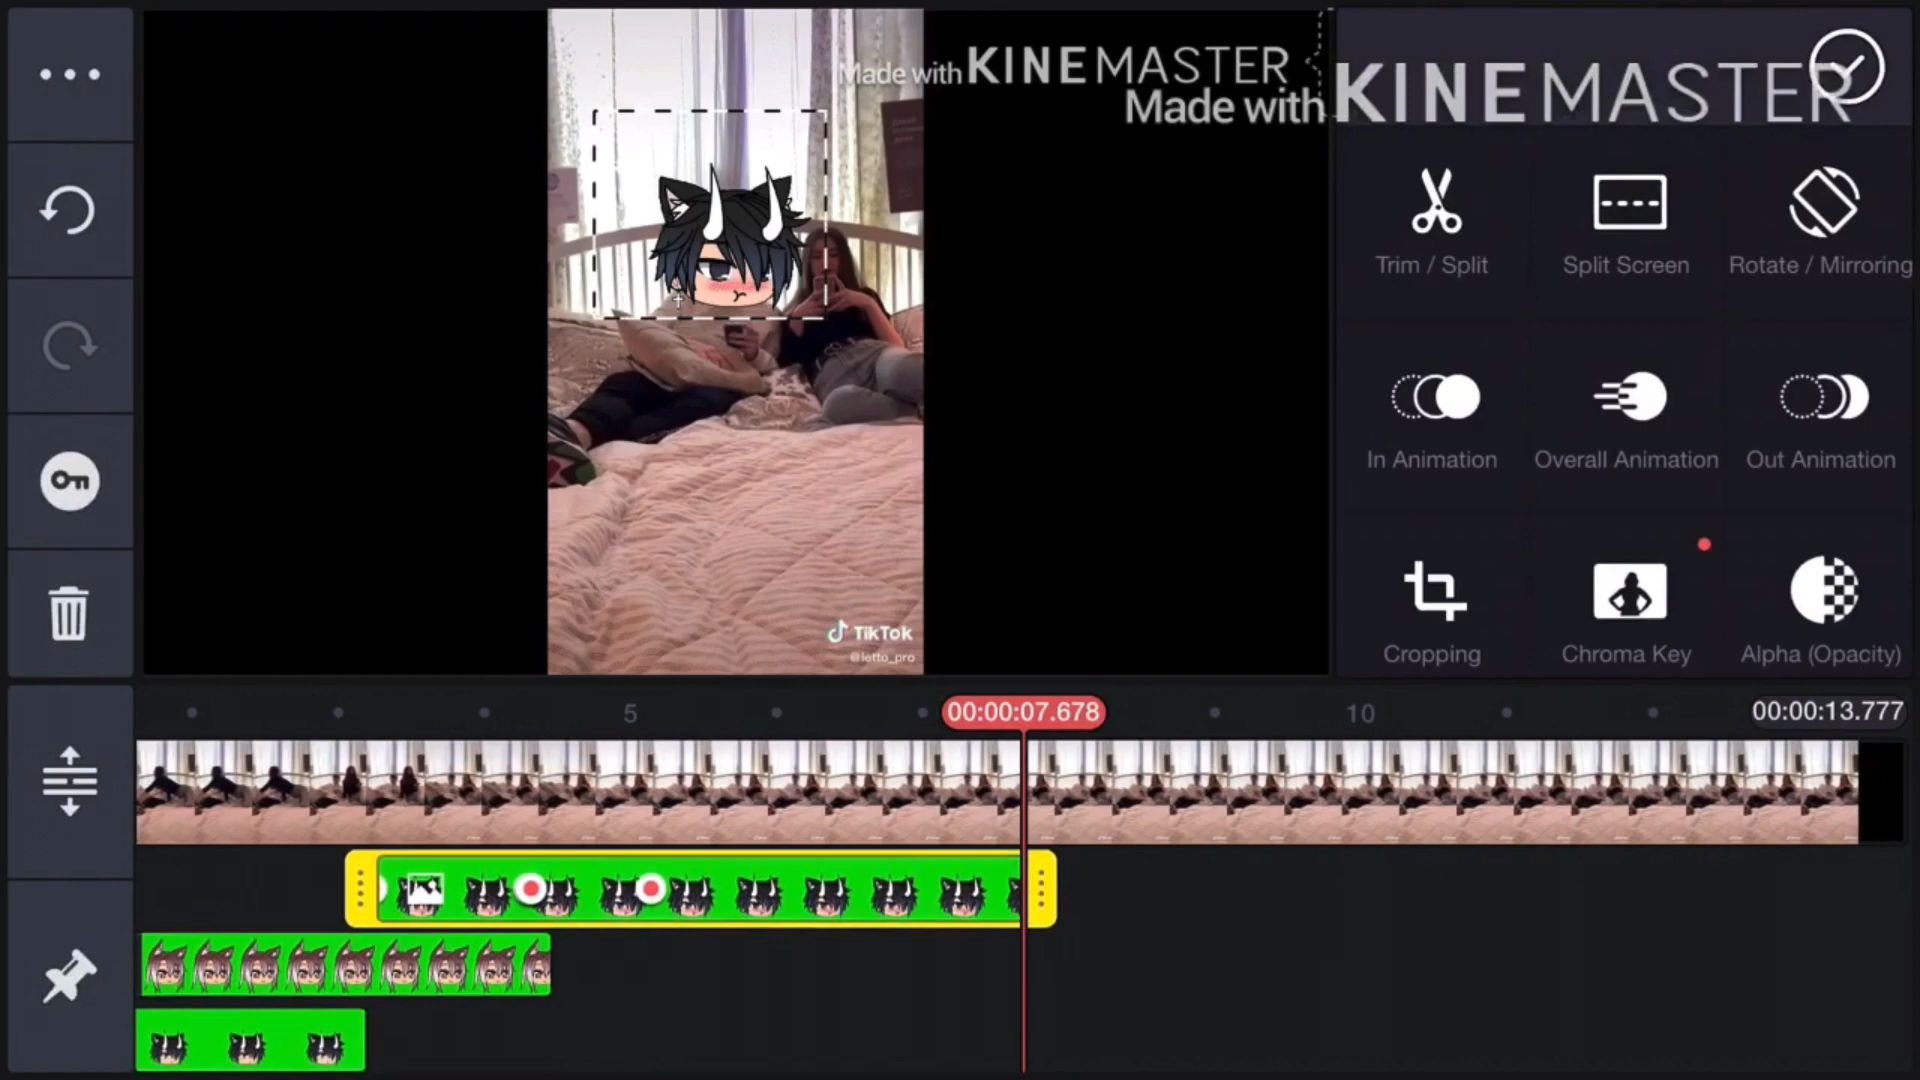 Made with KINEMASTER
Made with KINEMASTER
Trim / Split
Split Screen
Rotate / Mirroring
In Animation
Overall Animation
Out Animation
Cropping
Chroma Key
Alpha (Opacity)
TikTok
@letto_pro
5
00:00:07.678
10
00:00:13.777